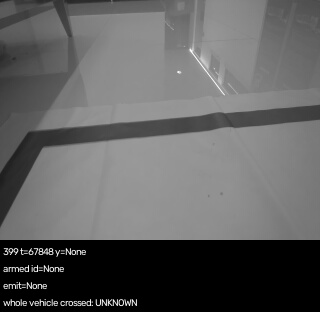 399 t=67848 y=None
armed id=None
emit=None
whole vehicle crossed: UNKNOWN